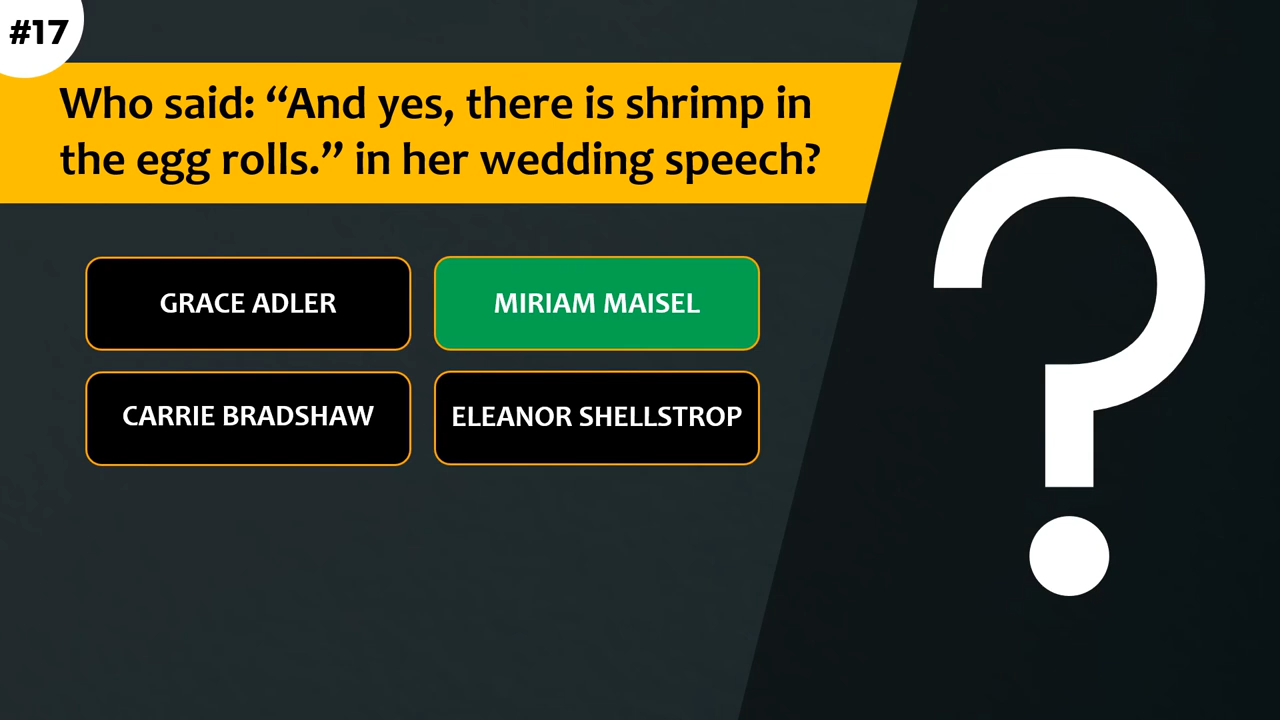 #17
Who said: “And yes, there is shrimp in
the egg rolls.” in her wedding speech?
GRACE ADLER
MIRIAM MAISEL
CARRIE BRADSHAW
ELEANOR SHELLSTROP
?